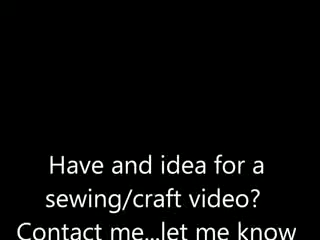 Have and idea for a
sewing/craft video?
Contact me...let me know